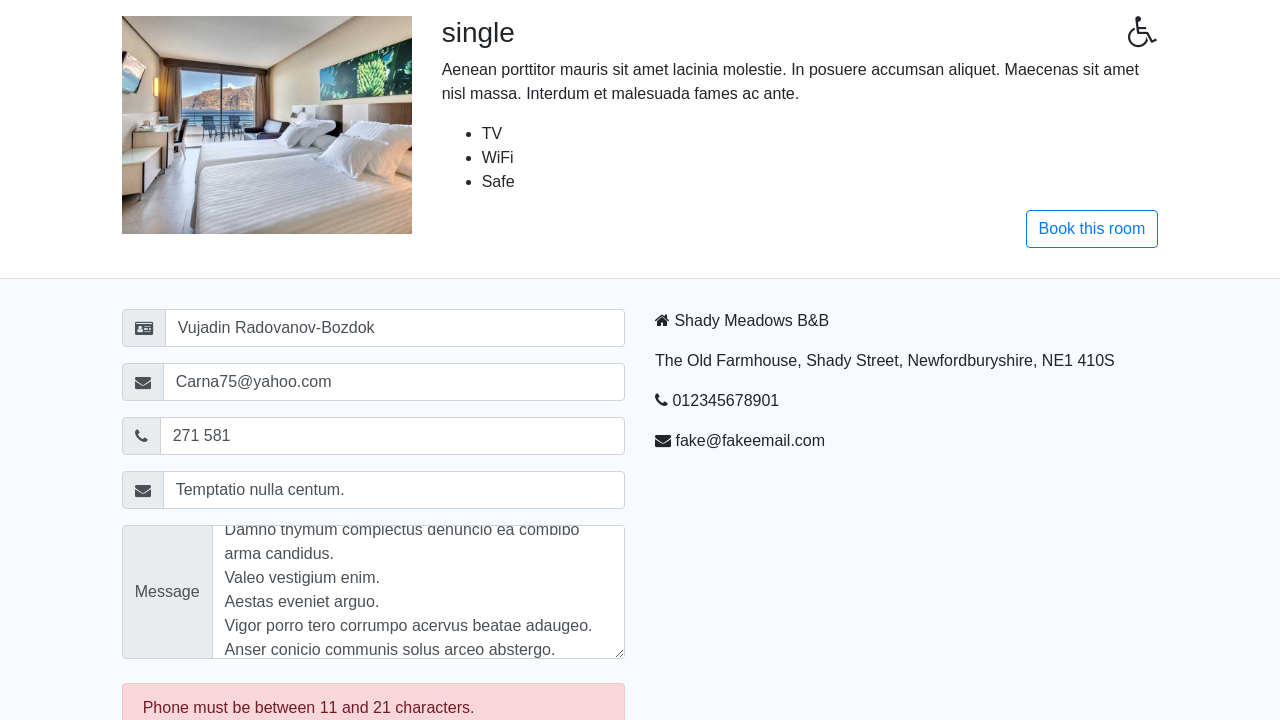 single
Aenean porttitor mauris sit amet lacinia molestie. In posuere accumsan aliquet. Maecenas sit amet
nisl massa. Interdum et malesuada fames ac ante.
TV
WiFi
Safe
Book this room
Vujadin Radovanov-Bozdok
Carna75@yahoo.com
271 581
Temptatio nulla centum.
Message
Damno thymum complectus denuncio ea combibo
arma candidus.
Valeo vestigium enim.
Aestas eveniet arguo.
Vigor porro tero corrumpo acervus beatae adaugeo.
Anser conicio communis solus arceo abstergo.
Phone must be between 11 and 21 characters.
Shady Meadows B&B
The Old Farmhouse, Shady Street, Newfordburyshire, NE1 410S
012345678901
fake@fakeemail.com